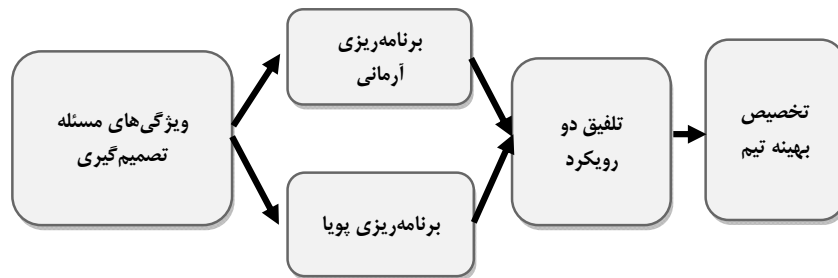 ویژگی‌های مسئله
تصمیم‌گیری
برنامه‌ریزی
آرمانی
برنامه‌ریزی پویا
تلفیق دو
رویکرد
تخصیص
بهینه تیم